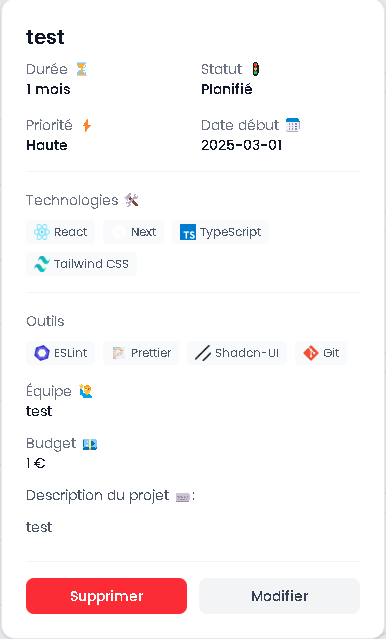 test
Durée ⏳ Statut 🚦
1 mois Planifié
Priorité ⚡ Date début 📅
Haute 2025-03-01
Technologies 🛠️
React Next TypeScript
Tailwind CSS
Outils
ESLint Prettier Shadcn-UI Git
Équipe 🙋‍♂️
test
Budget 💶
1 €
Description du projet ⌨️:
test
Supprimer Modifier